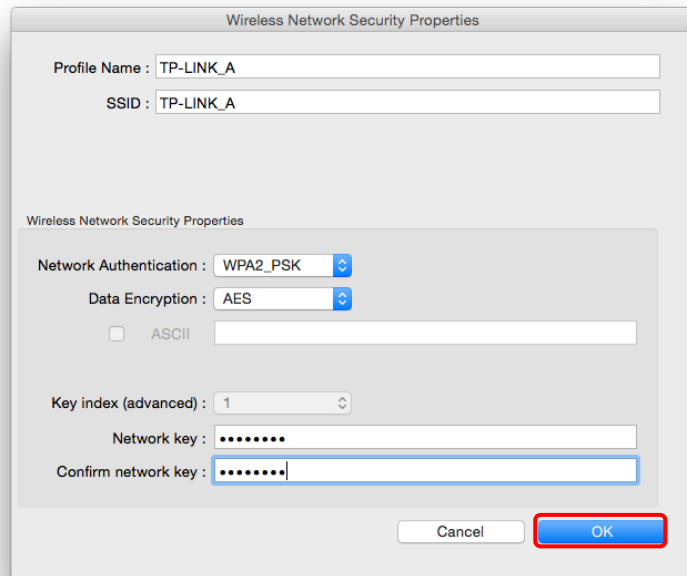 Wireless Network Security Properties
Profile Name : TP-LINK_A
SSID : TP-LINK_A
Wireless Network Security Properties
Network Authentication : WPA2_PSK
Data Encryption : AES
ASCII
Key index (advanced) : 1
Network key : ••••••••
Confirm network key : ••••••••
Cancel OK